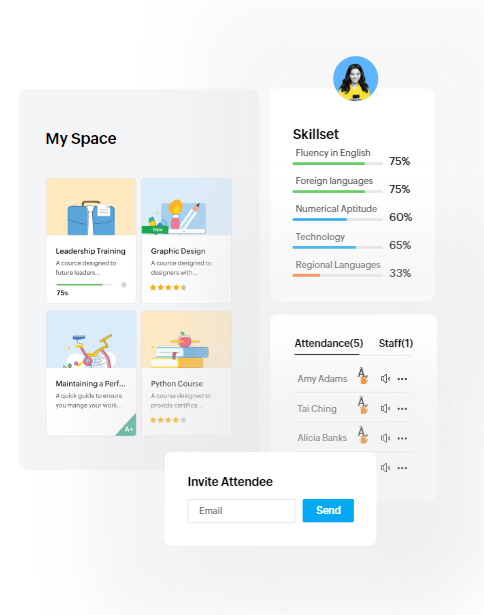 My Space
New
Leadership Training
A cource designed to
future leaders...
75%
Graphic Design
A couced designed to
designers with...
Maintaining a Perf...
A quick guide to ensure
you mange your work...
A+
Python Course
A course designed to
provide certifica...
Skillset
Fluency in English
75%
Foreign languages
75%
Numerical Aptitude
60%
Technology
65%
Regional Languages
33%
Attendance(5) Staff(1)
Amy Adams
Tai Ching
Alicia Banks
Invite Attendee
Email
Send